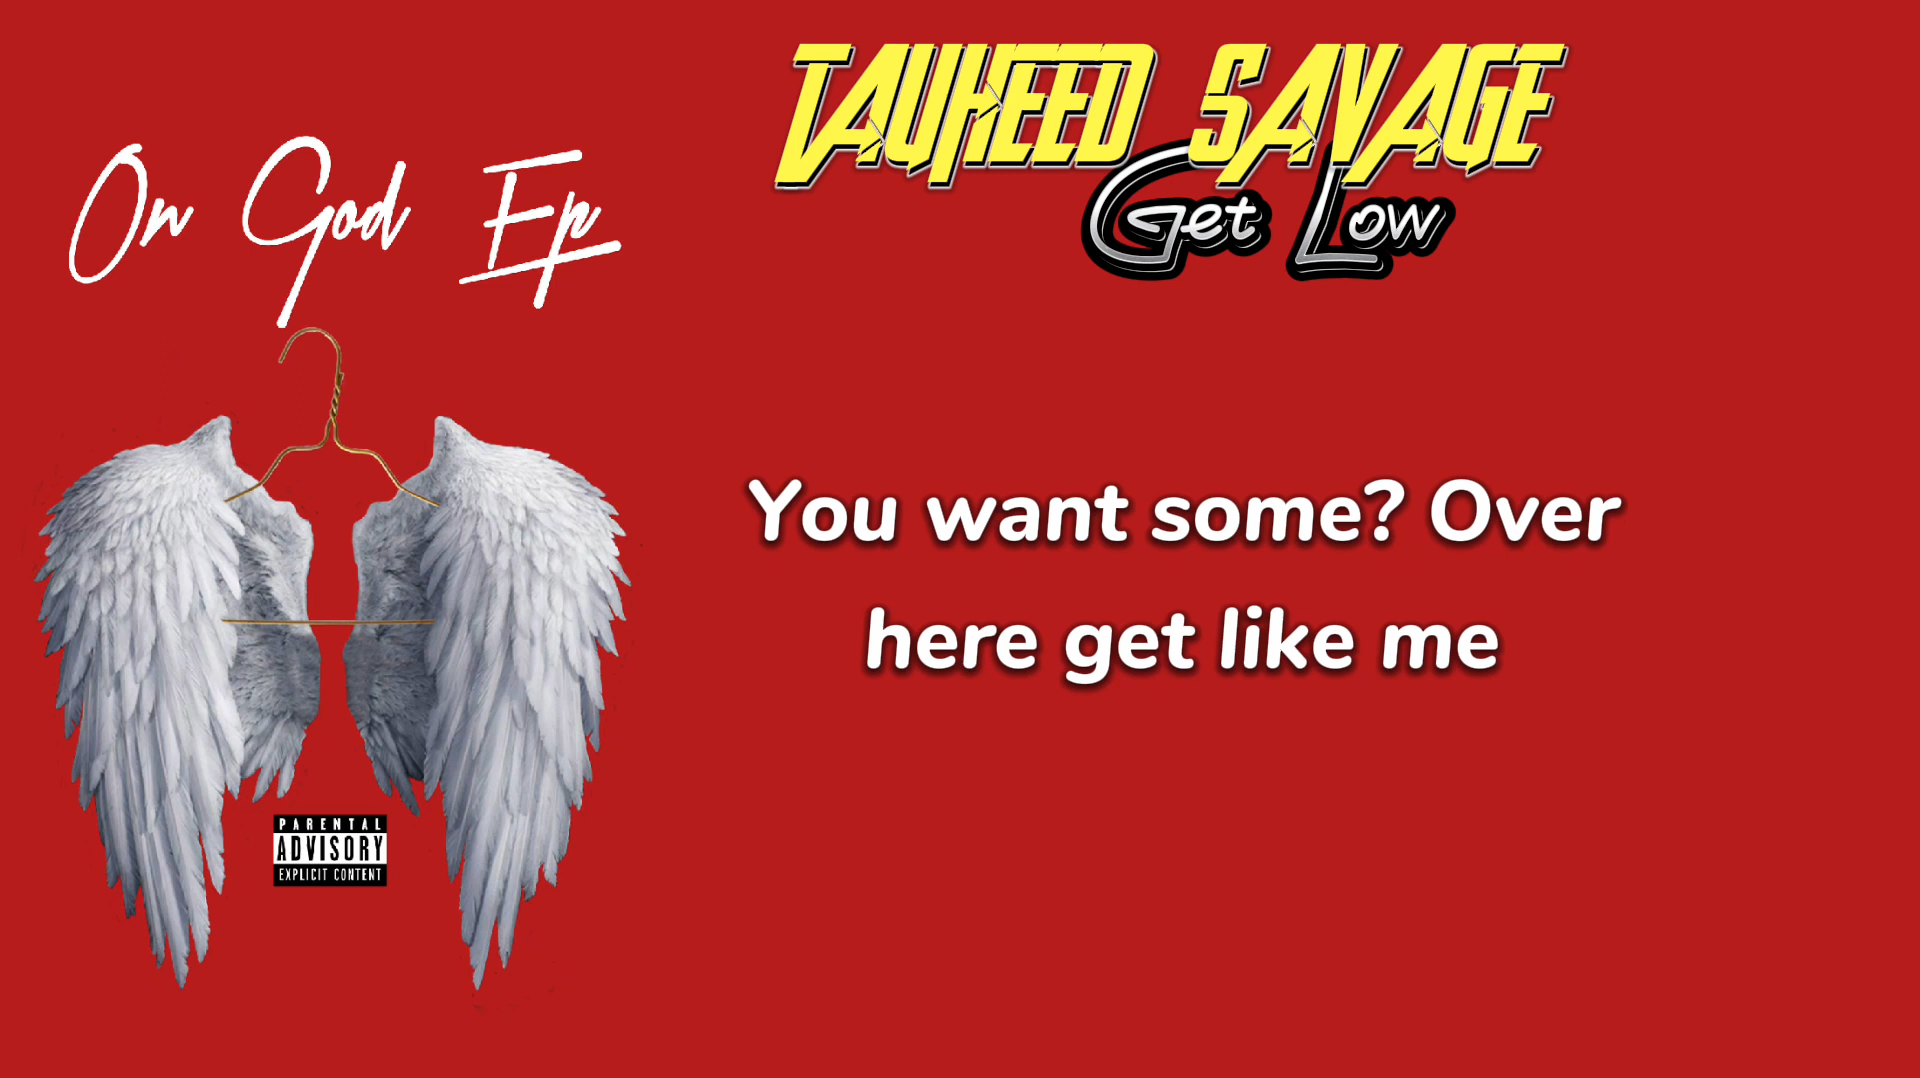 On God Ep
TAUHEED SAVAGE
Get Low
You want some? Over
here get like me
PARENTAL
ADVISORY
EXPLICIT CONTENT